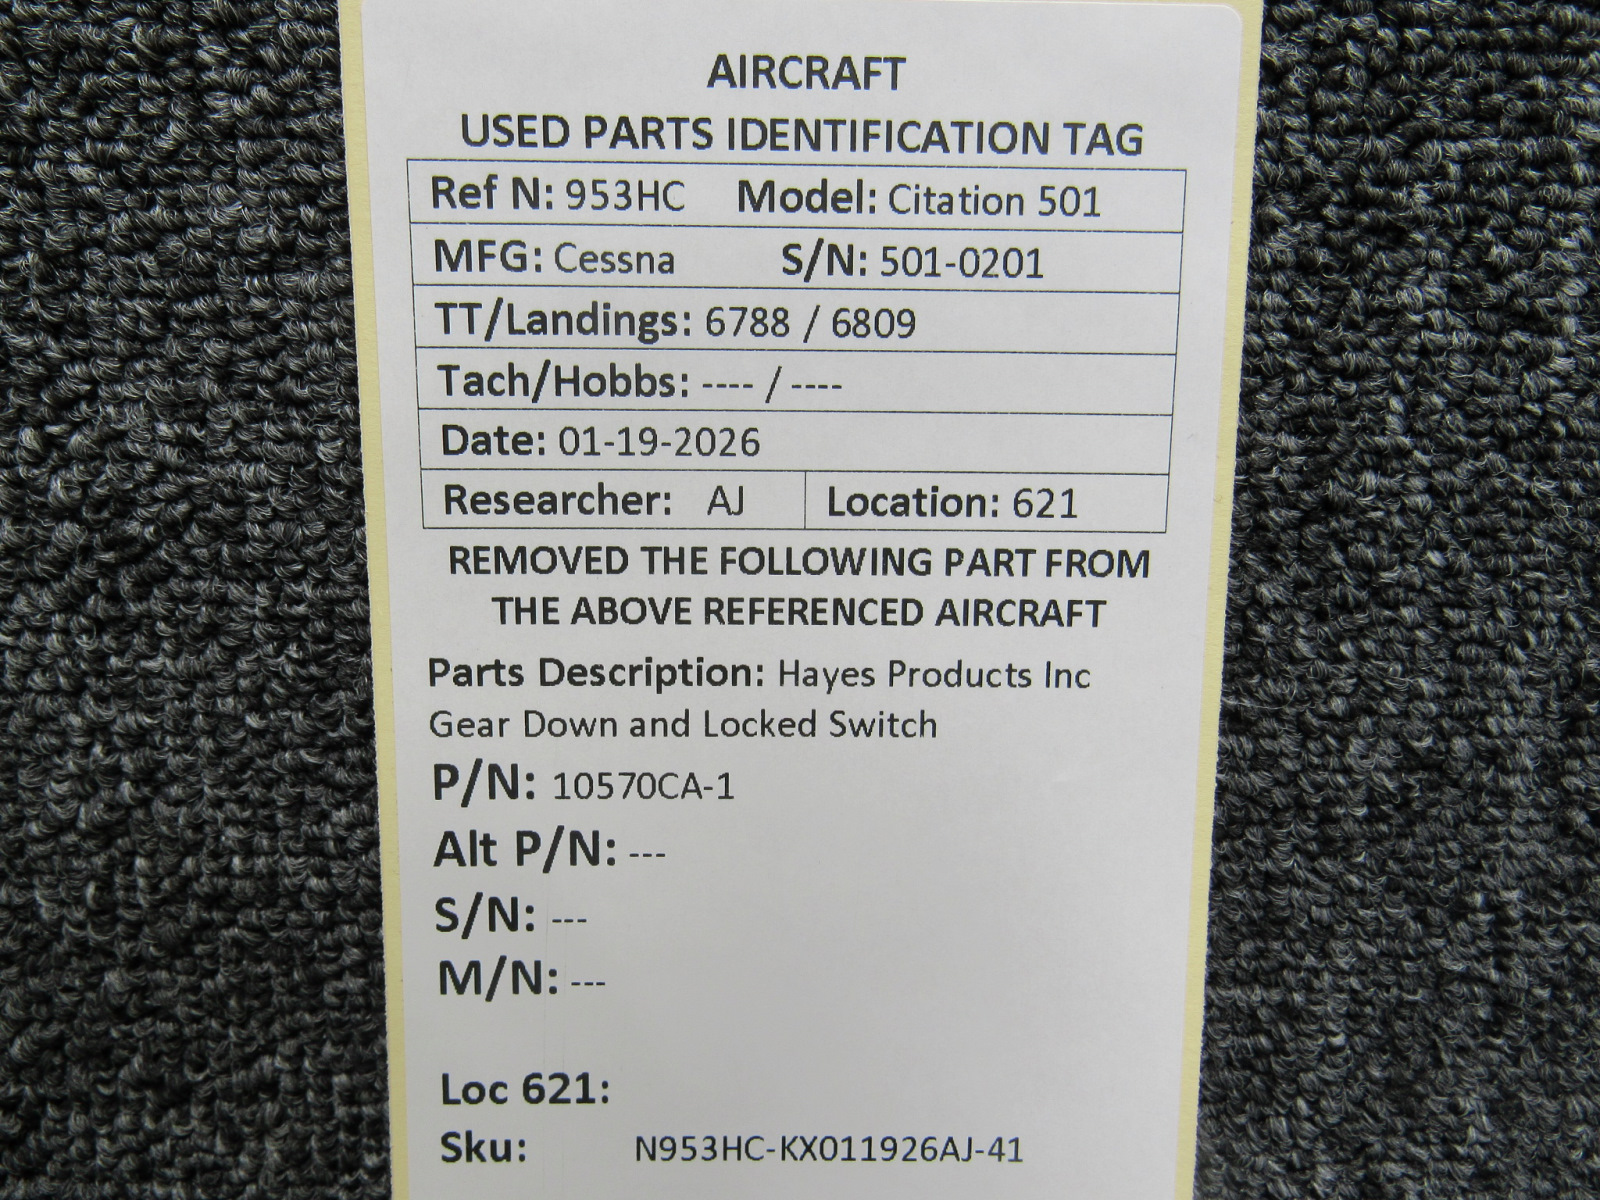 AIRCRAFT
USED PARTS IDENTIFICATION TAG
Ref N: 953HC Model: Citation 501
MFG: Cessna S/N: 501-0201
TT/Landings: 6788 / 6809
Tach/Hobbs: ---- / ----
Date: 01-19-2026
Researcher: AJ Location: 621
REMOVED THE FOLLOWING PART FROM
THE ABOVE REFERENCED AIRCRAFT
Parts Description: Hayes Products Inc
Gear Down and Locked Switch
P/N: 10570CA-1
Alt P/N: ---
S/N: ---
M/N: ---
Loc 621:
Sku: N953HC-KX011926AJ-41